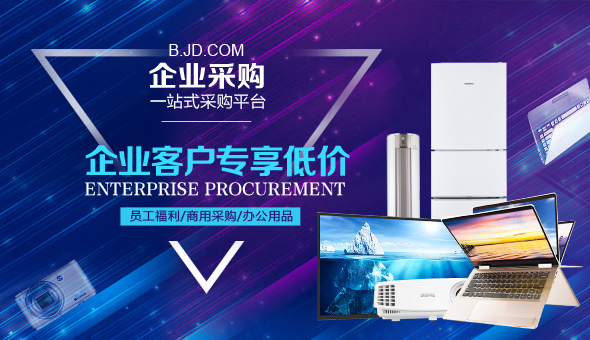 B.JD.COM
企业采购
一站式采购平台
企业客户专享低价
ENTERPRISE PROCUREMENT
员工福利/商用采购/办公用品